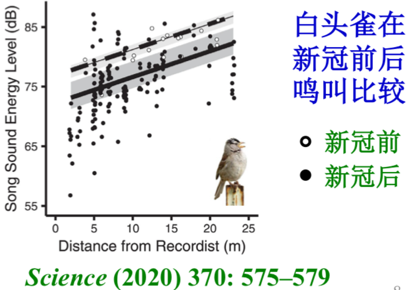 Song Sound Energy Level (dB)
85
75
65
55
0 5 10 15 20 25
Distance from Recordist (m)
白头雀在
新冠前后
鸣叫比较
新冠前
新冠后
Science (2020) 370: 575–579